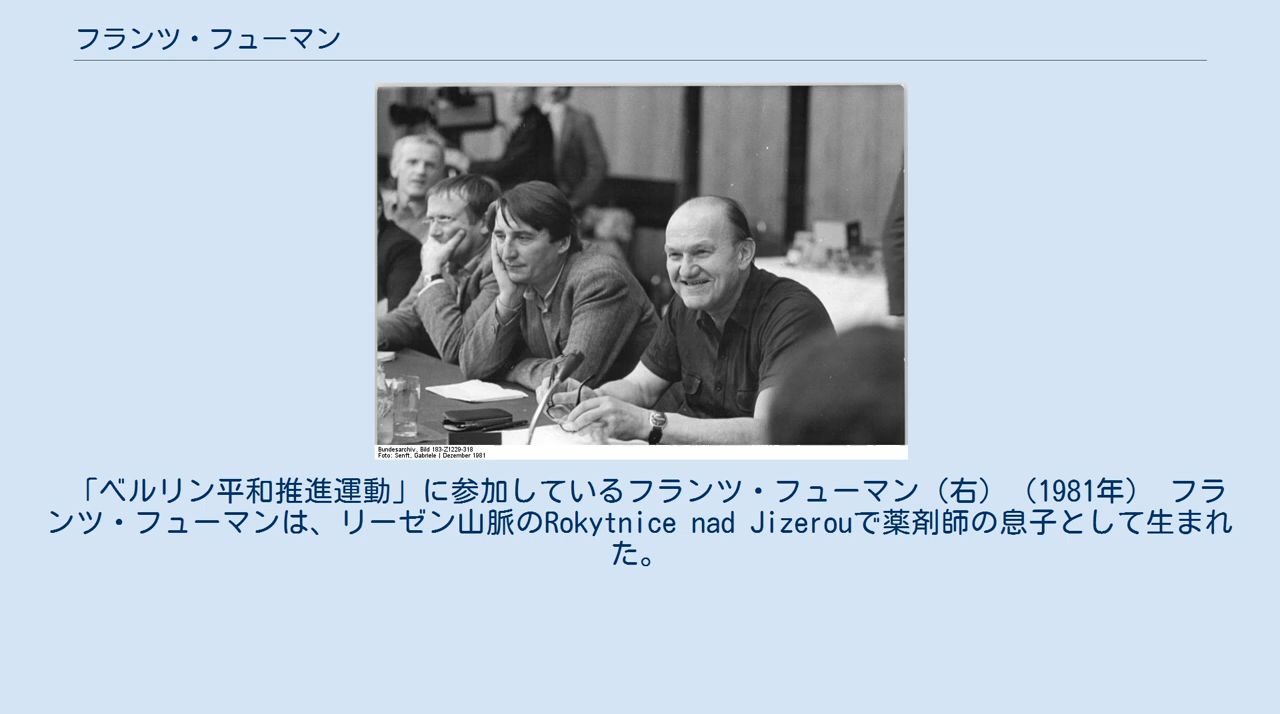 フランツ・フューマン
Bundesarchiv, Bild 183-Z1229-318
Foto: Senft, Gabriele | Dezember 1981
「ベルリン平和推進運動」に参加しているフランツ・フューマン（右）（1981年） フラ
ンツ・フューマンは、リーゼン山脈のRokytnice nad Jizerouで薬剤師の息子として生まれ
た。